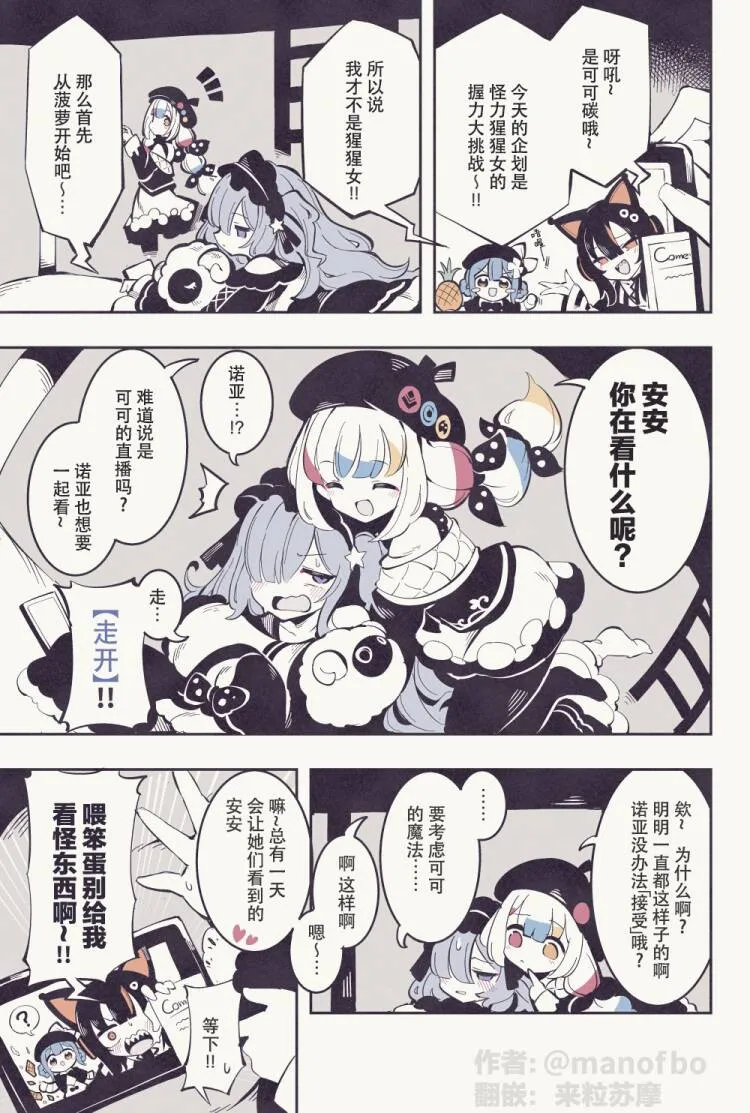 呀吼~
是可可碳哦~
今天的企划是
怪力猩猩女的
握力大挑战~!!
Come
嘻嘻
所以说
我才不是猩猩女!!
那么首先
从菠萝开始吧~…
安安
你在看什么呢?
诺亚…!?
难道说是
可可的直播吗?
诺亚也想要
一起看~
走…
【走开】!!
欸~ 为什么啊?
明明一直都这样子的啊
诺亚没办法「接受」哦?
……
要考虑可可
的魔法……
啊 这样啊
嗯~…
嘛~总有一天
会让她们看到的
安安
等下!!
喂笨蛋别给我
看怪东西啊~!!
?
Come
作者: @manofbo
翻嵌: 来粒苏摩